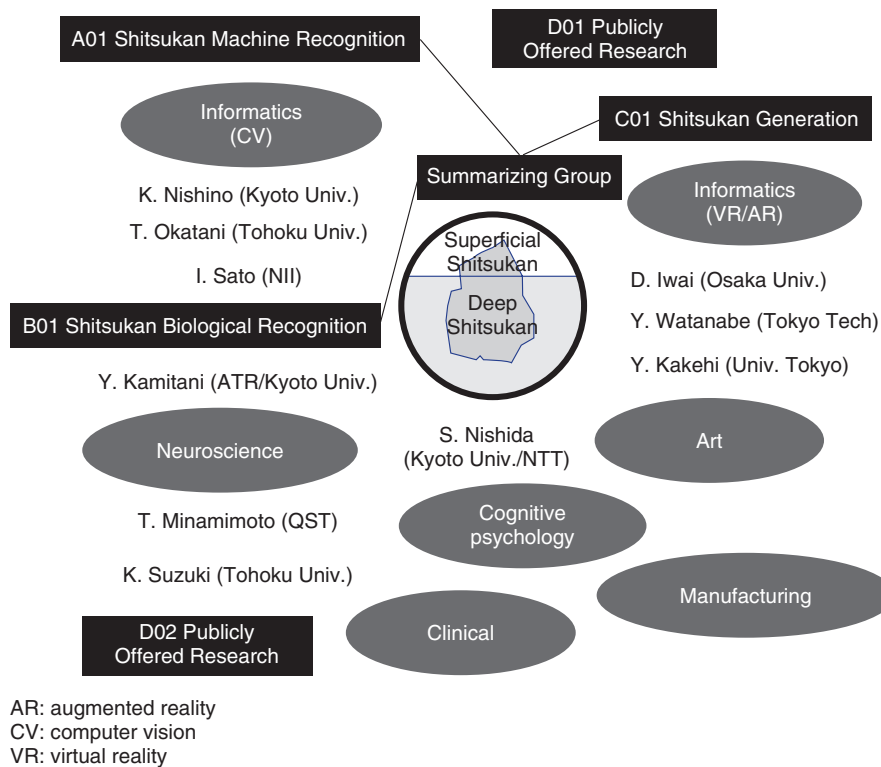 A01 Shitsukan Machine Recognition
D01 Publicly
Offered Research
Informatics
(CV)
C01 Shitsukan Generation
Summarizing Group
K. Nishino (Kyoto Univ.)
Informatics
(VR/AR)
T. Okatani (Tohoku Univ.)
Superficial
Shitsukan
I. Sato (NII)
D. Iwai (Osaka Univ.)
Deep
Shitsukan
B01 Shitsukan Biological Recognition
Y. Watanabe (Tokyo Tech)
Y. Kakehi (Univ. Tokyo)
Y. Kamitani (ATR/Kyoto Univ.)
Neuroscience
S. Nishida
(Kyoto Univ./NTT)
Art
T. Minamimoto (QST)
Cognitive
psychology
K. Suzuki (Tohoku Univ.)
Manufacturing
D02 Publicly
Offered Research
Clinical
AR: augmented reality
CV: computer vision
VR: virtual reality